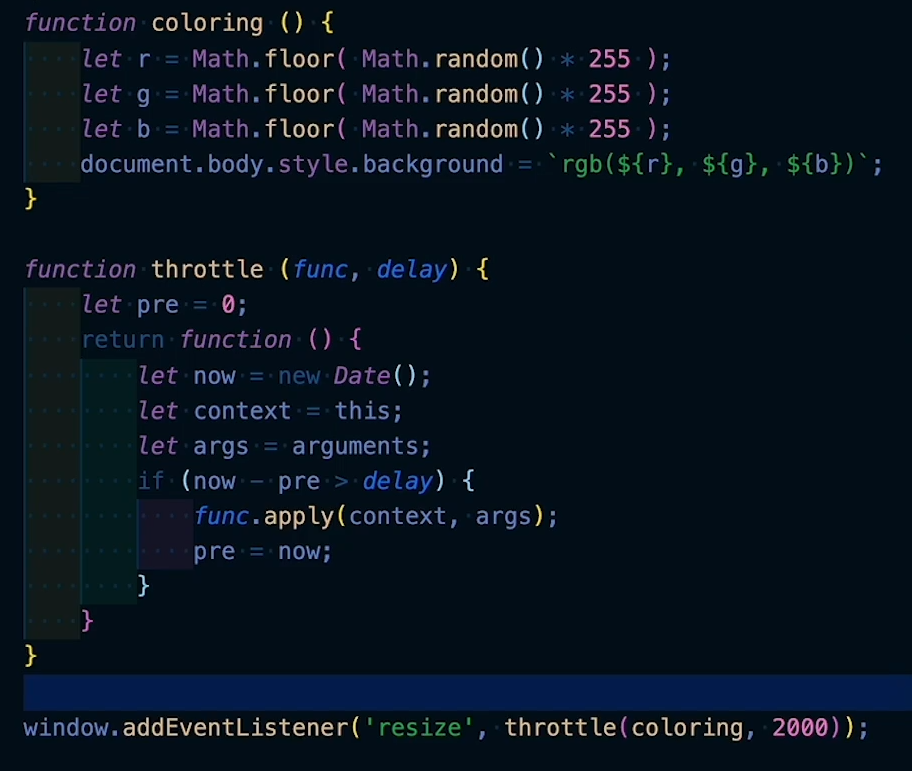 function coloring () {
    let r = Math.floor( Math.random() * 255 );
    let g = Math.floor( Math.random() * 255 );
    let b = Math.floor( Math.random() * 255 );
    document.body.style.background = `rgb(${r}, ${g}, ${b})`;
}

function throttle (func, delay) {
    let pre = 0;
    return function () {
        let now = new Date();
        let context = this;
        let args = arguments;
        if (now - pre > delay) {
            func.apply(context, args);
            pre = now;
        }
    }
}

window.addEventListener('resize', throttle(coloring, 2000));